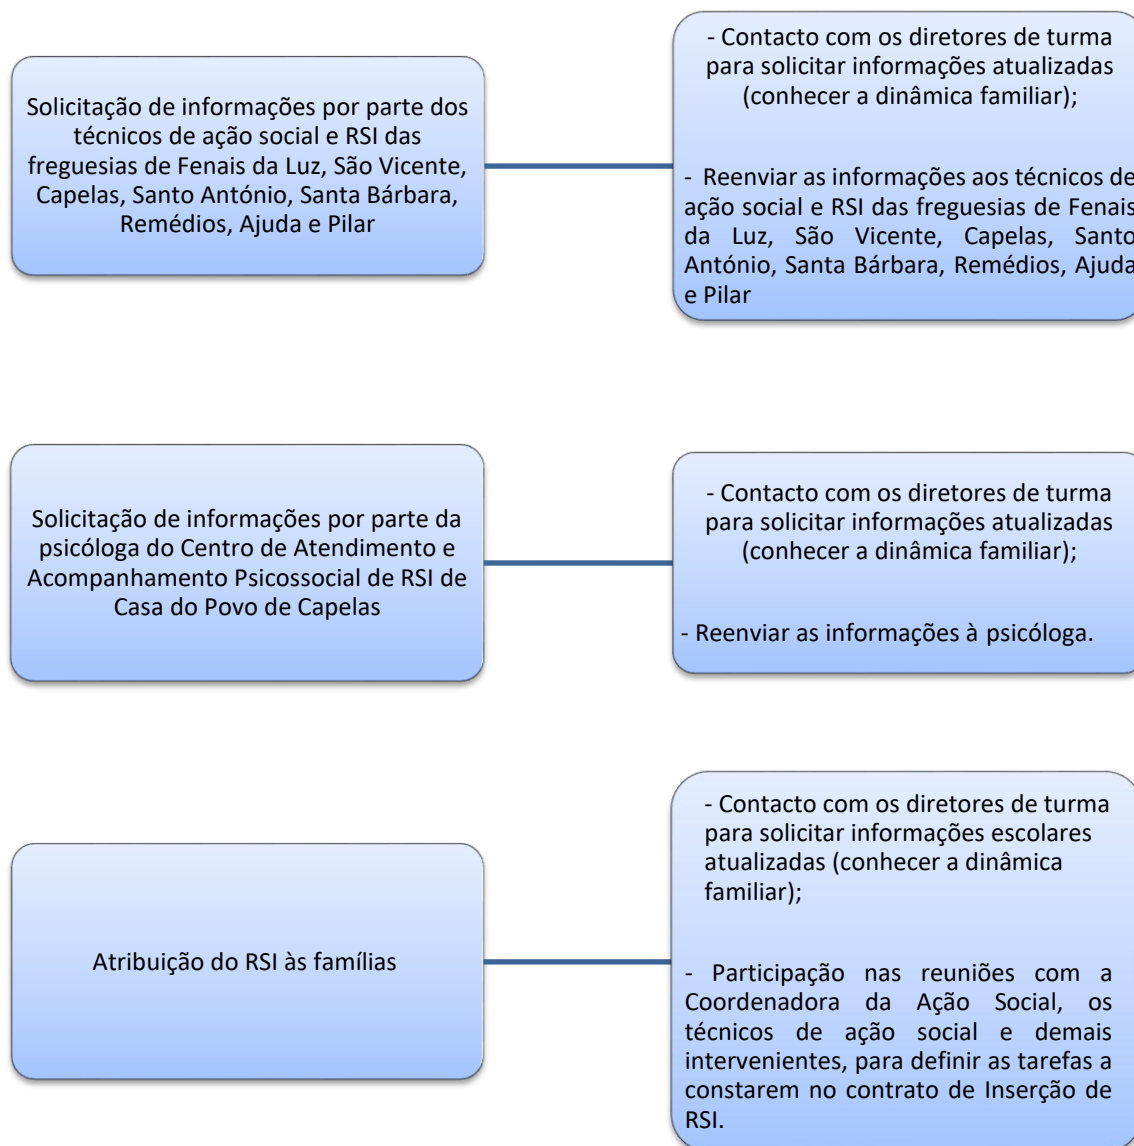 Solicitação de informações por parte dos
técnicos de ação social e RSI das
freguesias de Fenais da Luz, São Vicente,
Capelas, Santo António, Santa Bárbara,
Remédios, Ajuda e Pilar
- Contacto com os diretores de turma
para solicitar informações atualizadas
(conhecer a dinâmica familiar);
- Reenviar as informações aos técnicos de
ação social e RSI das freguesias de Fenais
da Luz, São Vicente, Capelas, Santo
António, Santa Bárbara, Remédios, Ajuda
e Pilar
Solicitação de informações por parte da
psicóloga do Centro de Atendimento e
Acompanhamento Psicossocial de RSI de
Casa do Povo de Capelas
- Contacto com os diretores de turma
para solicitar informações atualizadas
(conhecer a dinâmica familiar);
- Reenviar as informações à psicóloga.
Atribuição do RSI às famílias
- Contacto com os diretores de turma
para solicitar informações escolares
atualizadas (conhecer a dinâmica
familiar);
- Participação nas reuniões com a
Coordenadora da Ação Social, os
técnicos de ação social e demais
intervenientes, para definir as tarefas a
constarem no contrato de Inserção de
RSI.